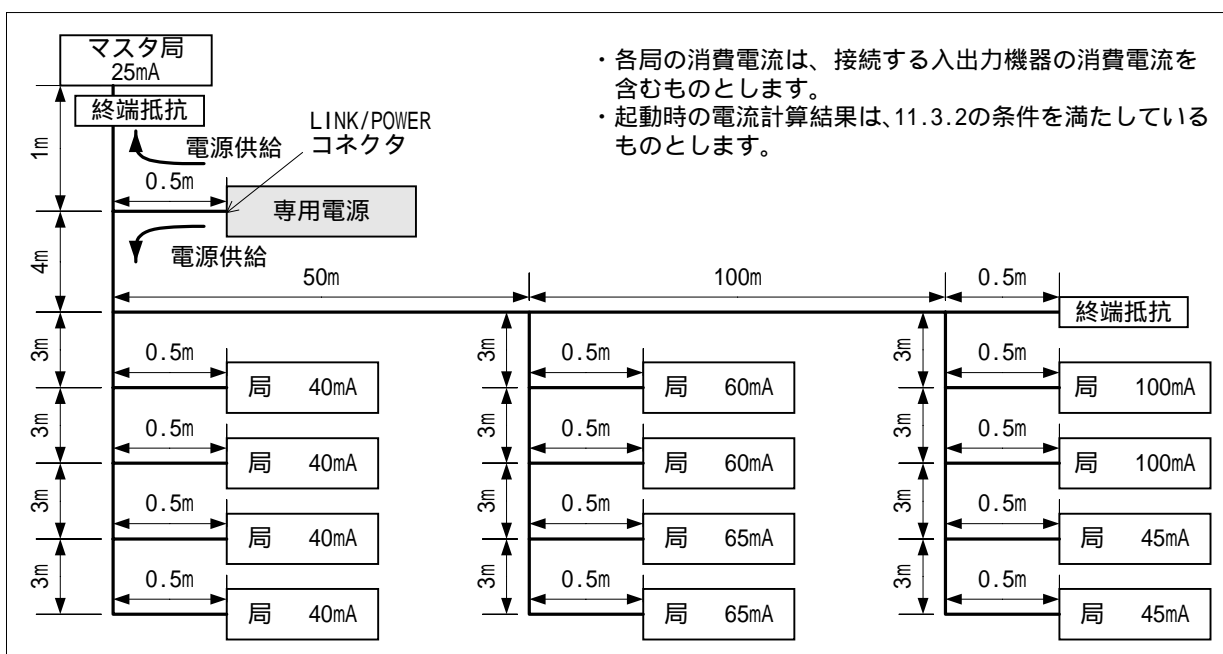 マスタ局
25mA
終端抵抗
・各局の消費電流は、接続する入出力機器の消費電流を
含むものとします。
・起動時の電流計算結果は、11.3.2の条件を満たしている
ものとします。
LINK/POWER
コネクタ
1m
電源供給
0.5m
専用電源
4m
電源供給
50m
100m
0.5m
終端抵抗
3m
0.5m
局 40mA
3m
0.5m
局 60mA
3m
0.5m
局 100mA
3m
0.5m
局 40mA
3m
0.5m
局 60mA
3m
0.5m
局 100mA
3m
0.5m
局 40mA
3m
0.5m
局 65mA
3m
0.5m
局 45mA
3m
0.5m
局 40mA
3m
0.5m
局 65mA
3m
0.5m
局 45mA